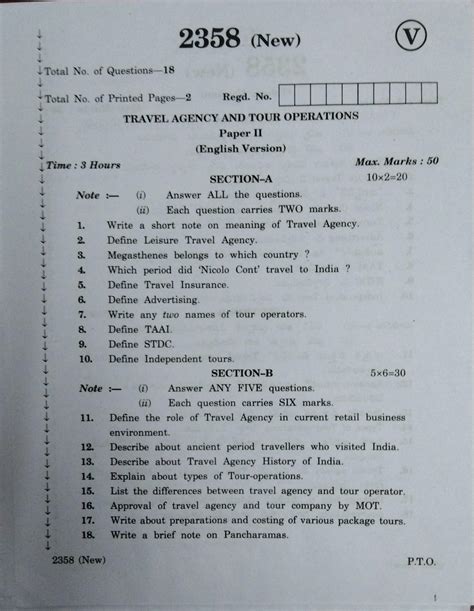 2358 (New)
V
Total No. of Questions—18
Total No. of Printed Pages—2 Regd. No.
TRAVEL AGENCY AND TOUR OPERATIONS
Paper II
(English Version)
Time : 3 Hours Max. Marks : 50
SECTION–A 10×2=20
Note :— (i) Answer ALL the questions.
(ii) Each question carries TWO marks.
1. Write a short note on meaning of Travel Agency.
2. Define Leisure Travel Agency.
3. Megasthenes belongs to which country ?
4. Which period did 'Nicolo Cont' travel to India ?
5. Define Travel Insurance.
6. Define Advertising.
7. Write any two names of tour operators.
8. Define TAAI.
9. Define STDC.
10. Define Independent tours.
SECTION–B 5×6=30
Note :— (i) Answer ANY FIVE questions.
(ii) Each question carries SIX marks.
11. Define the role of Travel Agency in current retail business
environment.
12. Describe about ancient period travellers who visited India.
13. Describe about Travel Agency History of India.
14. Explain about types of Tour-operations.
15. List the differences between travel agency and tour operator.
16. Approval of travel agency and tour company by MOT.
17. Write about preparations and costing of various package tours.
18. Write a brief note on Pancharamas.
2358 (New) P.T.O.
1